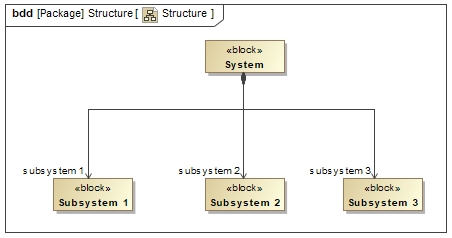 bdd [Package] Structure [ Structure ]
«block»
System
subsystem 1 subsystem 2 subsystem 3
«block» «block» «block»
Subsystem 1 Subsystem 2 Subsystem 3